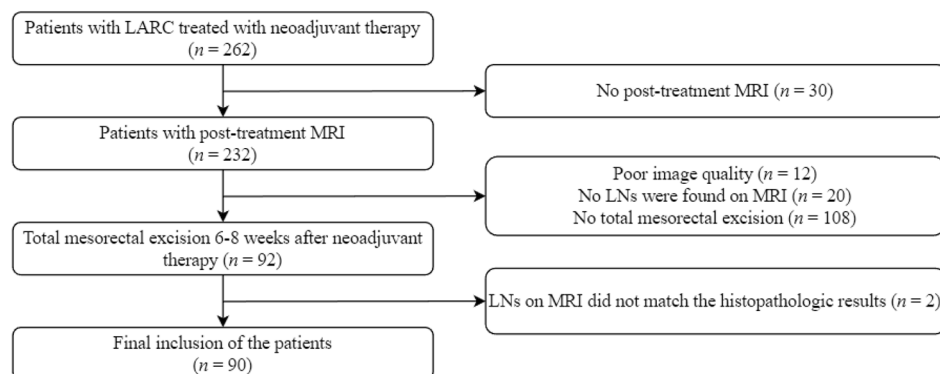 Patients with LARC treated with neoadjuvant therapy
(n = 262)
No post-treatment MRI (n = 30)
Patients with post-treatment MRI
(n = 232)
Poor image quality (n = 12)
No LNs were found on MRI (n = 20)
No total mesorectal excision (n = 108)
Total mesorectal excision 6-8 weeks after neoadjuvant
therapy (n = 92)
LNs on MRI did not match the histopathologic results (n = 2)
Final inclusion of the patients
(n = 90)